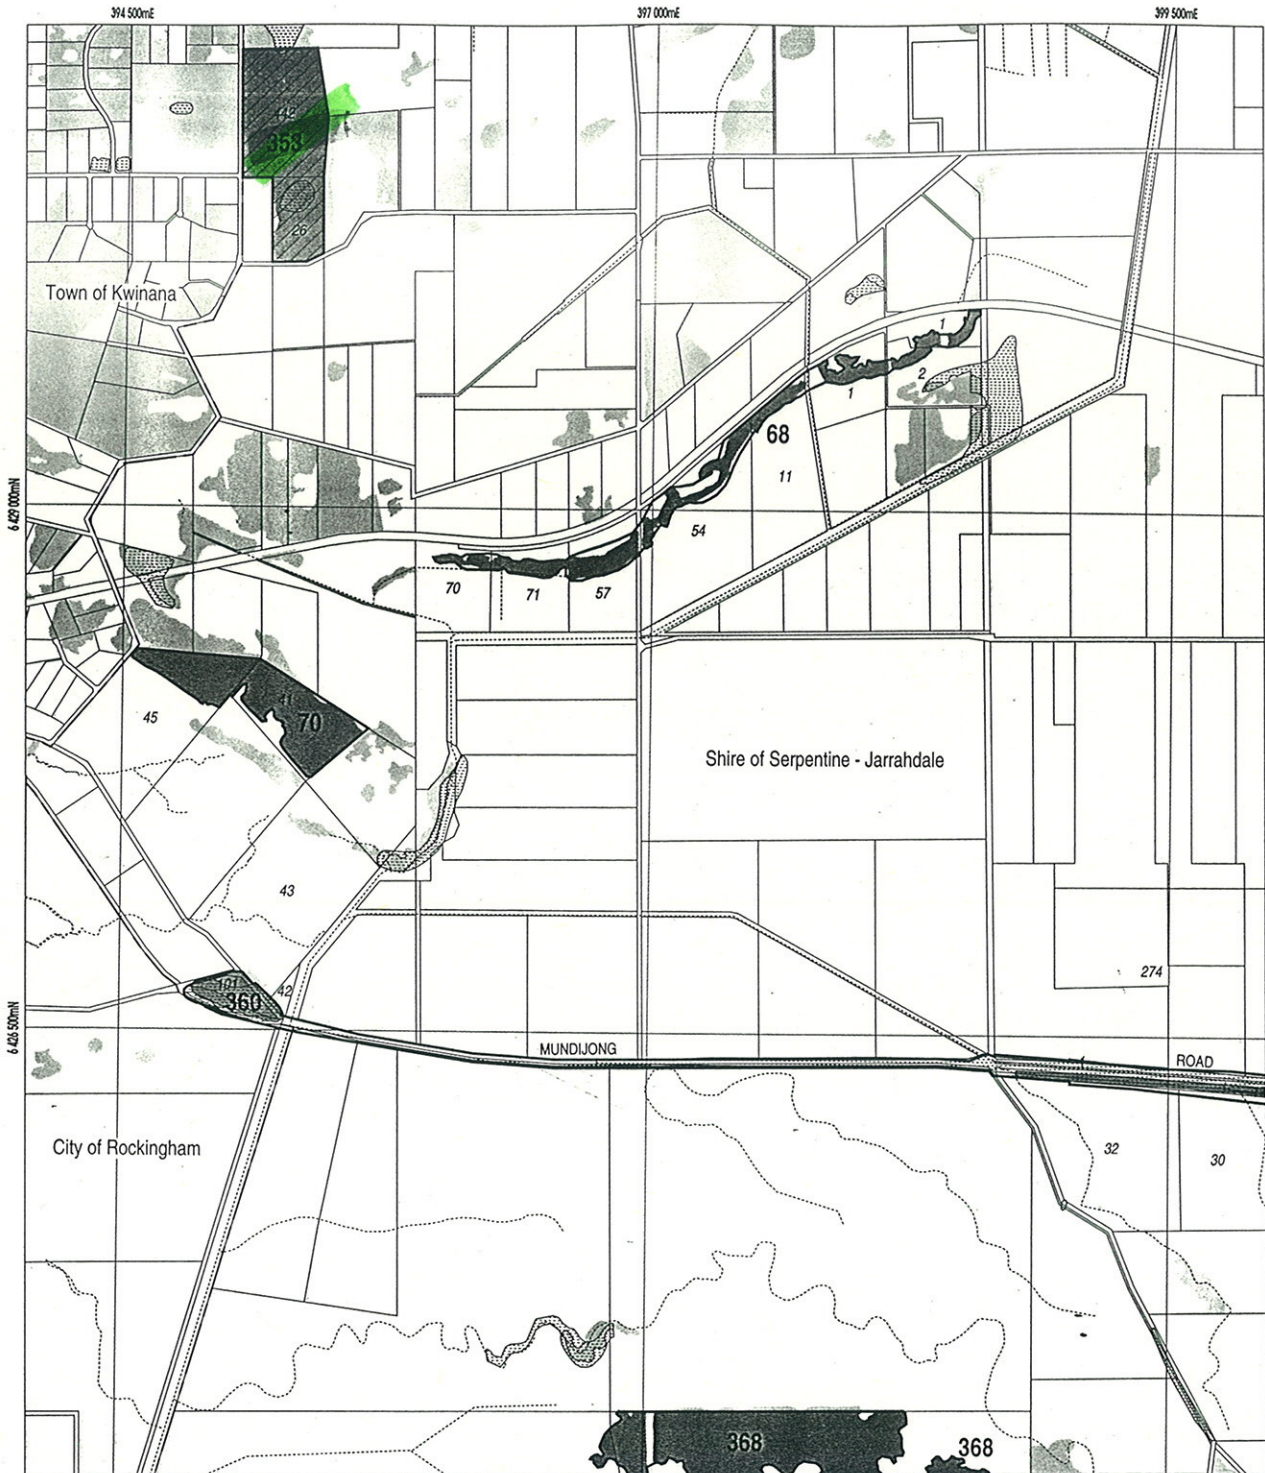 394 500mE
397 000mE
399 500mE
353
26
Town of Kwinana
1
2
1
68
11
6 429 000mN
54
70
71
57
41
70
45
Shire of Serpentine - Jarrahdale
43
274
101
42
360
6 426 500mN
MUNDIJONG
ROAD
City of Rockingham
32
30
368
368